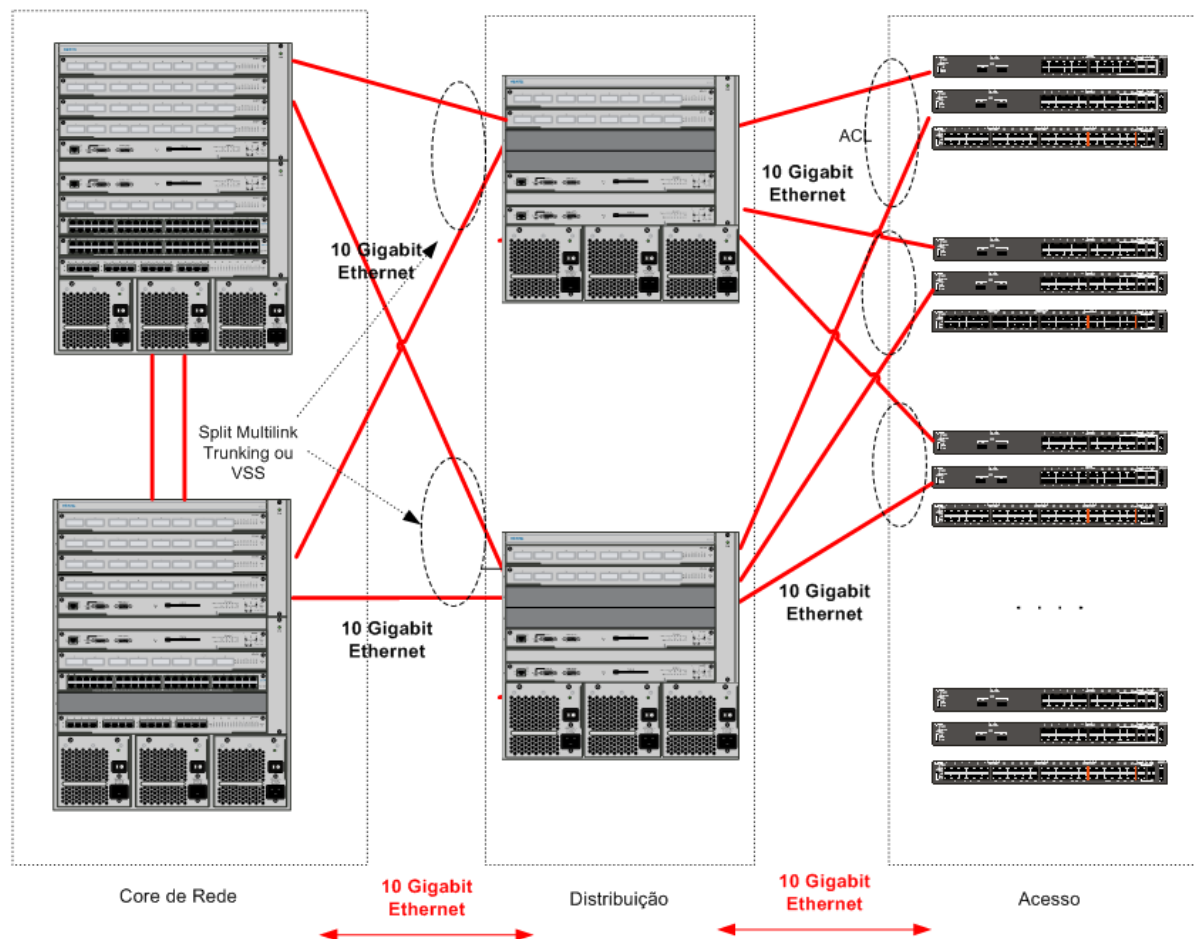 ACL
10 Gigabit
Ethernet
10 Gigabit
Ethernet
Split Multilink
Trunking ou
VSS
10 Gigabit
Ethernet
10 Gigabit
Ethernet
. . . .
Core de Rede
10 Gigabit
Ethernet
Distribuição
10 Gigabit
Ethernet
Acesso